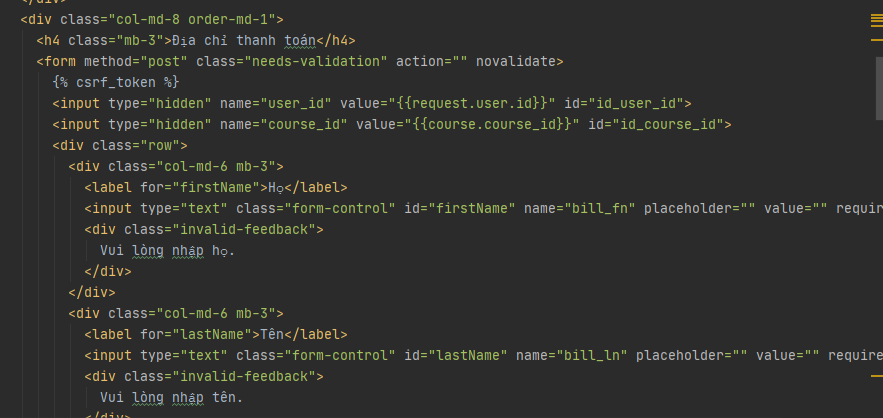 </div>
<div class="col-md-8 order-md-1">
<h4 class="mb-3">Địa chỉ thanh toán</h4>
<form method="post" class="needs-validation" action="" novalidate>
{% csrf_token %}
<input type="hidden" name="user_id" value="{{request.user.id}}" id="id_user_id">
<input type="hidden" name="course_id" value="{{course.course_id}}" id="id_course_id">
<div class="row">
<div class="col-md-6 mb-3">
<label for="firstName">Họ</label>
<input type="text" class="form-control" id="firstName" name="bill_fn" placeholder="" value="" requir
<div class="invalid-feedback">
Vui lòng nhập họ.
</div>
</div>
<div class="col-md-6 mb-3">
<label for="lastName">Tên</label>
<input type="text" class="form-control" id="lastName" name="bill_ln" placeholder="" value="" require
<div class="invalid-feedback">
Vui lòng nhập tên.
</div>